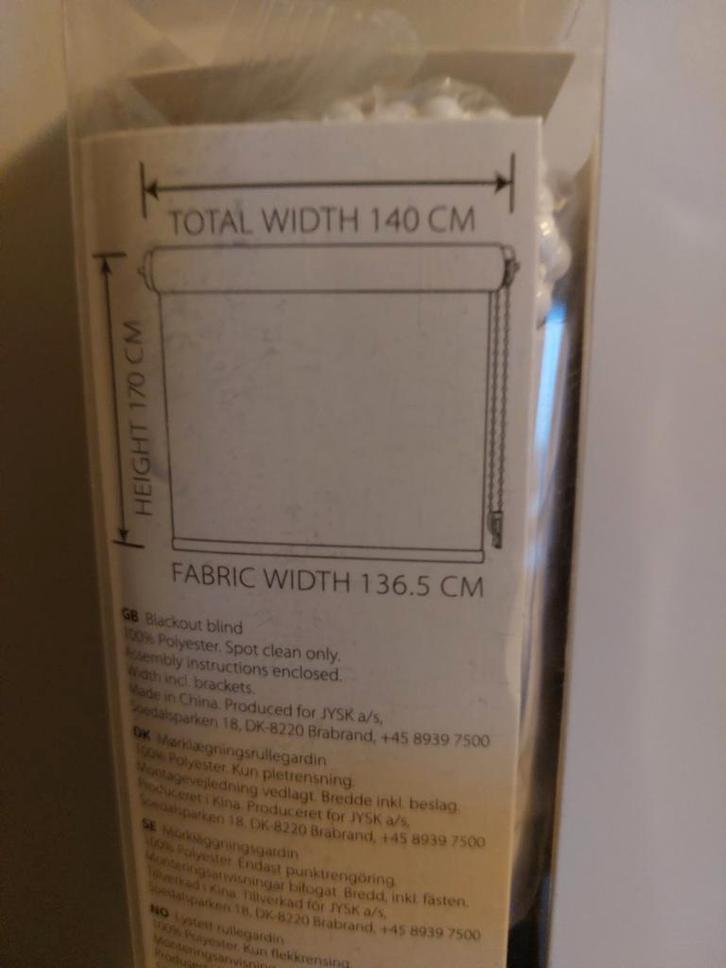 TOTAL WIDTH 140 CM
HEIGHT 170 CM
FABRIC WIDTH 136.5 CM
GB Blackout blind
100% Polyester. Spot clean only.
Assembly instructions enclosed.
Width incl. brackets.
Made in China. Produced for JYSK a/s,
Soedalsparken 18, DK-8220 Brabrand, +45 8939 7500
DK Mørklægningsrullegardin
100% Polyester. Kun pletrensning.
Montagevejledning vedlagt. Bredde inkl. beslag.
Produceret i Kina. Produceret for JYSK a/s,
Soedalsparken 18, DK-8220 Brabrand, +45 8939 7500
SE Mörkläggningsgardin
100% Polyester. Endast punktrengöring.
Monteringsanvisningar bifogat. Bredd, inkl. fästen.
Tillverkad i Kina. Tillverkad för JYSK a/s,
Soedalsparken 18, DK-8220 Brabrand, +45 8939 7500
NO Lystett rullegardin
100% Polyester. Kun flekkrensing.